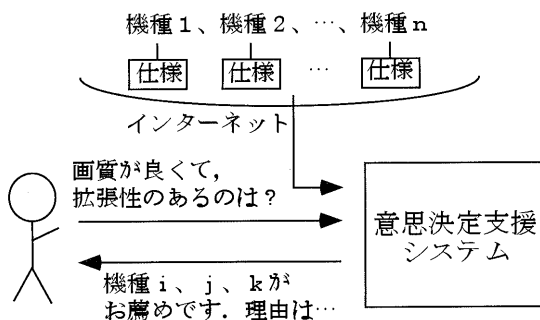 機種1、機種2、…、機種n
仕様 仕様 … 仕様
インターネット
画質が良くて,
拡張性のあるのは?
意思決定支援
システム
機種i、j、kが
お薦めです. 理由は…